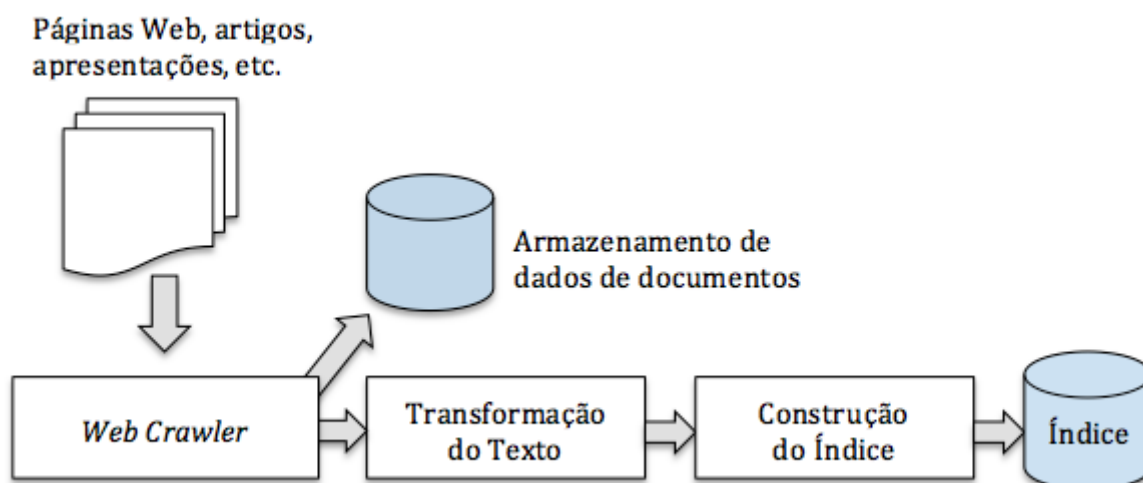 Páginas Web, artigos,
apresentações, etc.
Armazenamento de
dados de documentos
Web Crawler
Transformação
do Texto
Construção
do Índice
Índice